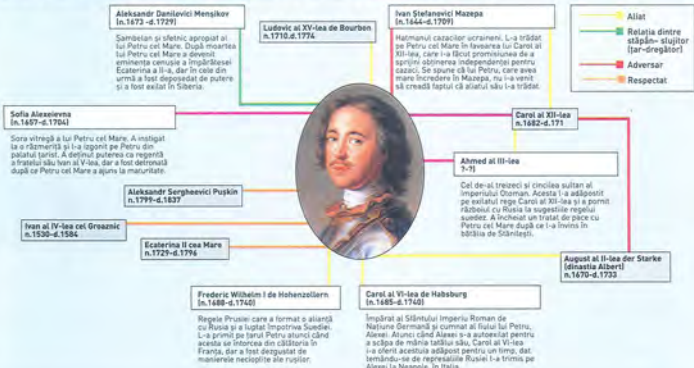 Aleksandr Danilovici Menșikov
(n.1673 -d.1729)
Șambelan și sfetnic apropiat al
lui Petru cel Mare. După moartea
lui Petru cel Mare a devenit
eminența cenușie a împărătesei
Ecaterina a II-a, dar în cele din
urmă a fost deposedat de putere
și a fost exilat în Siberia.
Ludovic al XV-lea de Bourbon
n.1710.d.1774
Ivan Stefanovici Mazepa
(n.1644-d.1709)
Hatmanul cazacilor ucraineni. L-a trădat
pe Petru cel Mare în favoarea lui Carol al
XII-lea, care i-a făcut promisiunea de a
sprijini obținerea independenței pentru
cazaci. Se spune că lui Petru, care avea
mare încredere în Mazepa, nu i-a venit
să creadă faptul că aliatul său l-a trădat.
Aliat
Relația dintre
stăpân- slujitor
(țar-dregător)
Adversar
Respectat
Sofia Alexeievna
(n.1657-d.1704)
Sora vitregă a lui Petru cel Mare. A instigat
la o răzmeriță și l-a izgonit pe Petru din
palatul țarist. A deținut puterea ca regentă
a fratelui său Ivan al V-lea, dar a fost detronată
după ce Petru cel Mare a ajuns la maturitate.
Carol al XII-lea
n.1682-d.171
Ahmed al III-lea
?-?)
Cel de-al treizeci și cincilea sultan al
Imperiului Otoman. Acesta l-a adăpostit
pe exilatul rege Carol al XII-lea și a pornit
războiul cu Rusia la sugestiile regelui
suedez. A încheiat un tratat de pace cu
Petru cel Mare după ce l-a învins în
bătălia de Stănilești.
Aleksandr Sergheevici Pușkin
n.1799-d.1837
Ivan al IV-lea cel Groaznic
n.1530-d.1584
Ecaterina II cea Mare
n.1729-d.1796
August al II-lea der Starke
(dinastia Albert)
n.1670-d.1733
Frederic Wilhelm I de Hohenzollern
(n.1688-d.1740)
Regele Prusiei care a format o alianță
cu Rusia și a luptat împotriva Suediei.
L-a primit pe țarul Petru atunci când
acesta se întorcea din călătoria în
Franța, dar a fost dezgustat de
manierele necioplite ale rușilor.
Carol al VI-lea de Habsburg
(n.1685-d.1740)
Împărat al Sfântului Imperiu Roman de
Națiune Germană și cumnat al fiului lui Petru,
Alexei. Atunci când Alexei s-a autoexilat pentru
a scăpa de mânia tatălui său, Carol al VI-lea
i-a oferit acestuia adăpost pentru un timp, dar,
temându-se de represaliile Rusiei l-a trimis pe
Alexei la Neapole, în Italia.